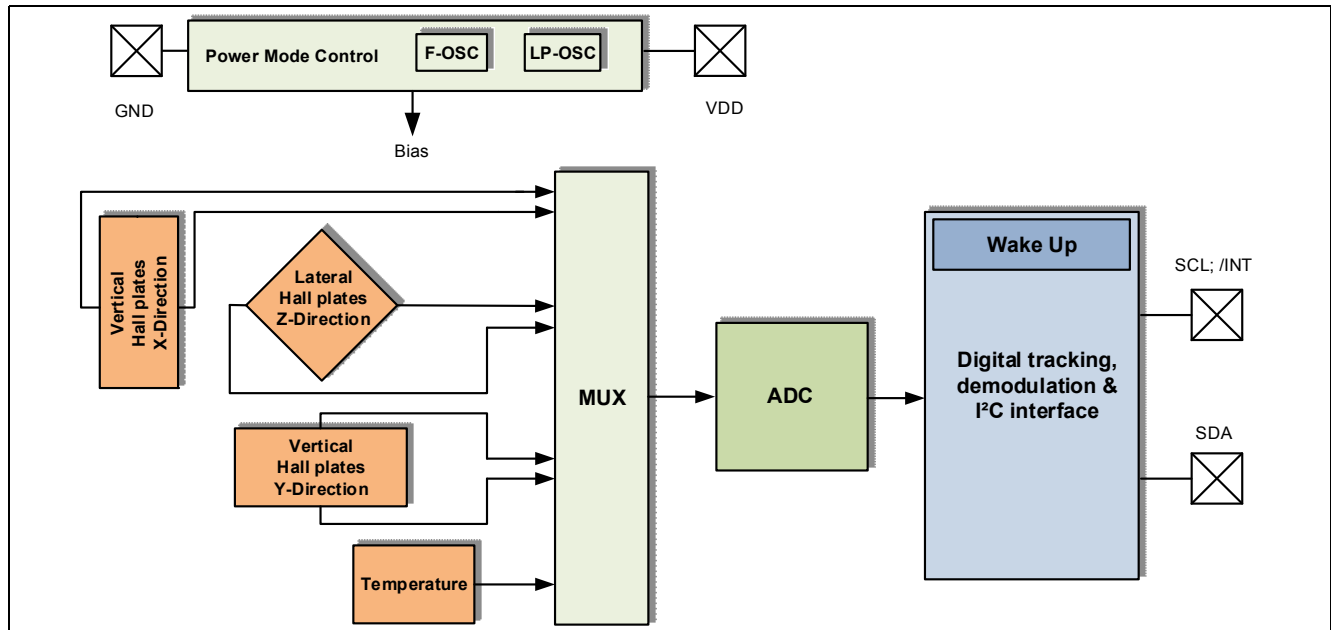 Power Mode Control
F-OSC
LP-OSC
GND
VDD
Bias
Vertical
Hall plates
X-Direction
Lateral
Hall plates
Z-Direction
Vertical
Hall plates
Y-Direction
Temperature
MUX
ADC
Wake Up
Digital tracking,
demodulation &
I²C interface
SCL; /INT
SDA